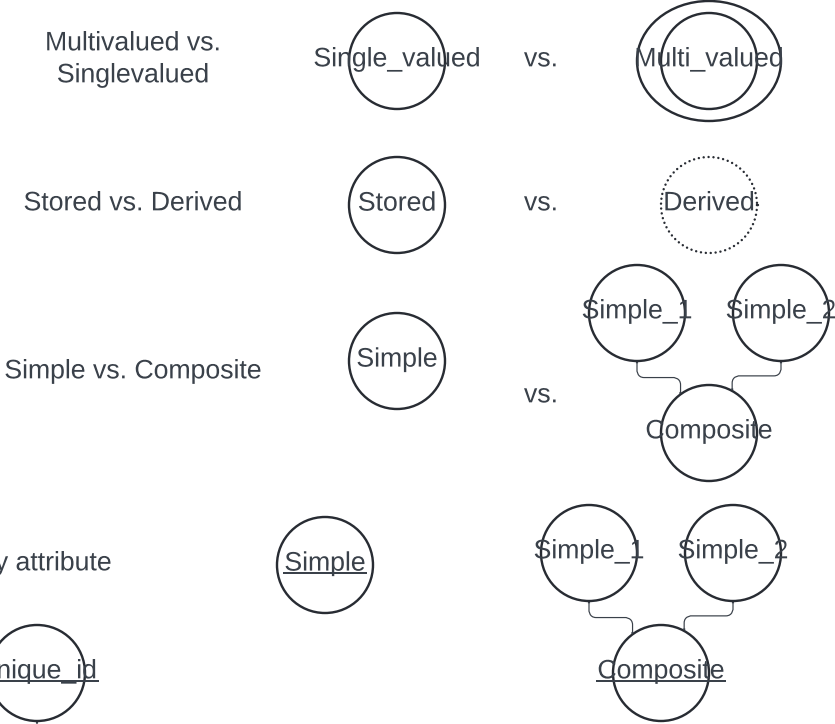 Multivalued vs.
Singlevalued
Single_valued
vs.
Multi_valued
Stored vs. Derived
Stored
vs.
Derived
Simple_1
Simple_2
Simple vs. Composite
Simple
vs.
Composite
y attribute
Simple
Simple_1
Simple_2
nique_id
Composite